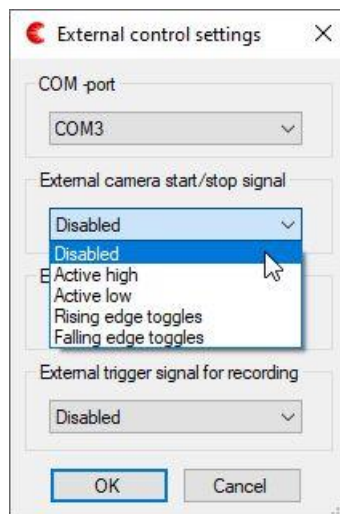 External control settings
COM -port
COM3
External camera start/stop signal
Disabled
Disabled
E
Active high
Active low
Rising edge toggles
Falling edge toggles
External trigger signal for recording
Disabled
OK Cancel